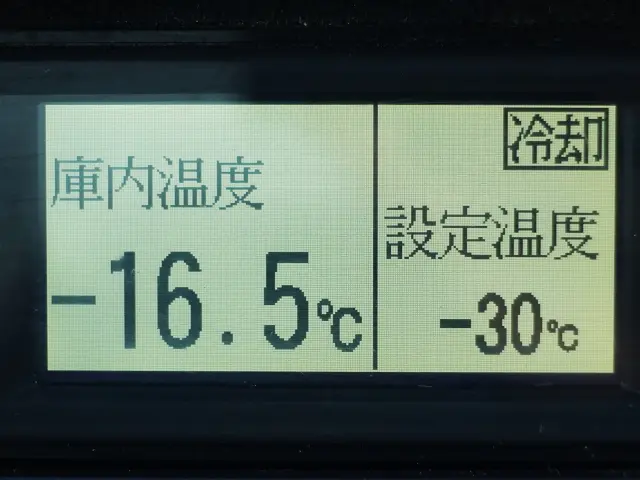 庫内温度
-16.5℃
冷却
設定温度
-30℃